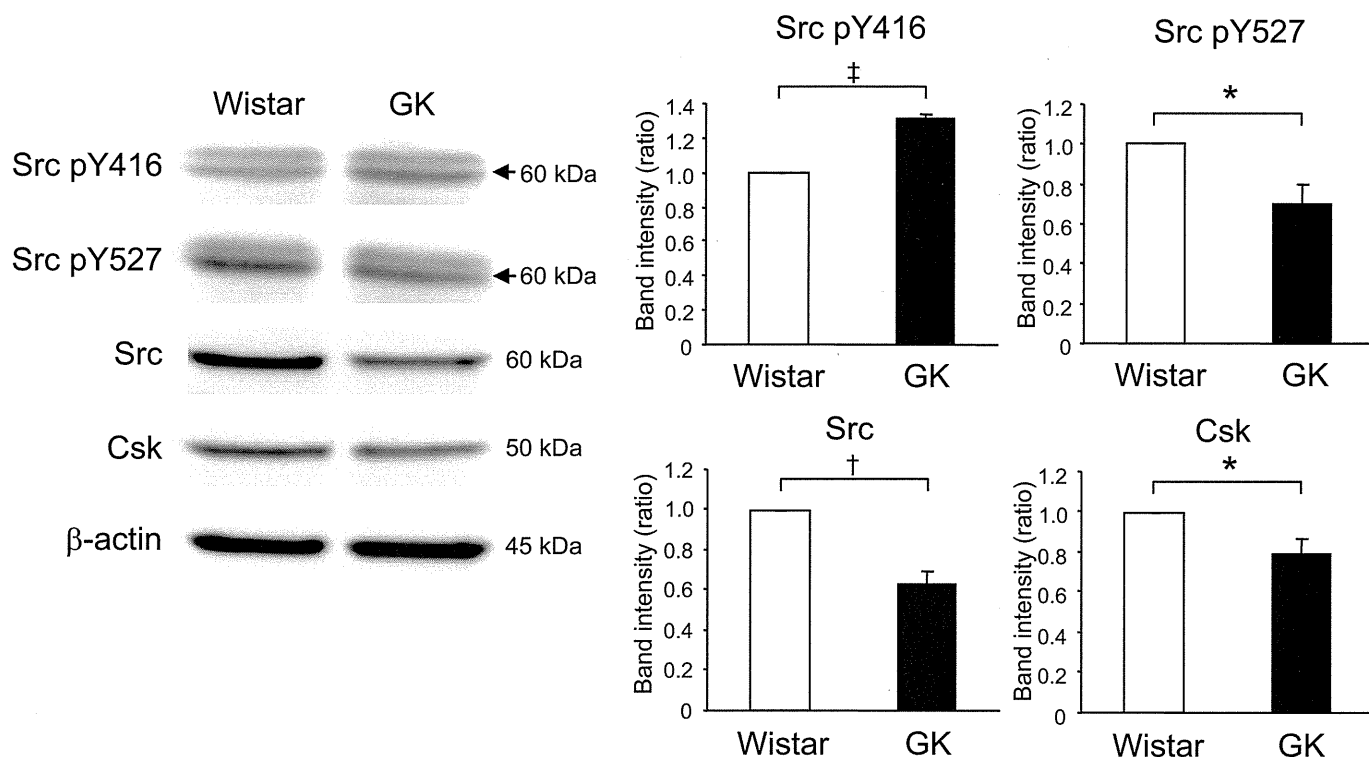 Wistar GK
Src pY416
60 kDa
Src pY527
60 kDa
Src
60 kDa
Csk
50 kDa
β-actin
45 kDa
Src pY416
‡
Band intensity (ratio)
1.4
1.2
1.0
0.8
0.6
0.4
0.2
0
Wistar GK
Src pY527
*
Band intensity (ratio)
1.2
1.0
0.8
0.6
0.4
0.2
0
Wistar GK
Src
†
Band intensity (ratio)
1.2
1.0
0.8
0.6
0.4
0.2
0
Wistar GK
Csk
*
Band intensity (ratio)
1.2
1.0
0.8
0.6
0.4
0.2
0
Wistar GK